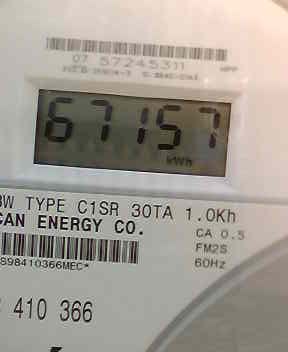 07 57245311
67157
kWh
W TYPE C1SR 30TA 1.0Kh
CAN ENERGY CO.
CA 0.5
FM2S
898410366MEC*
60Hz
410 366